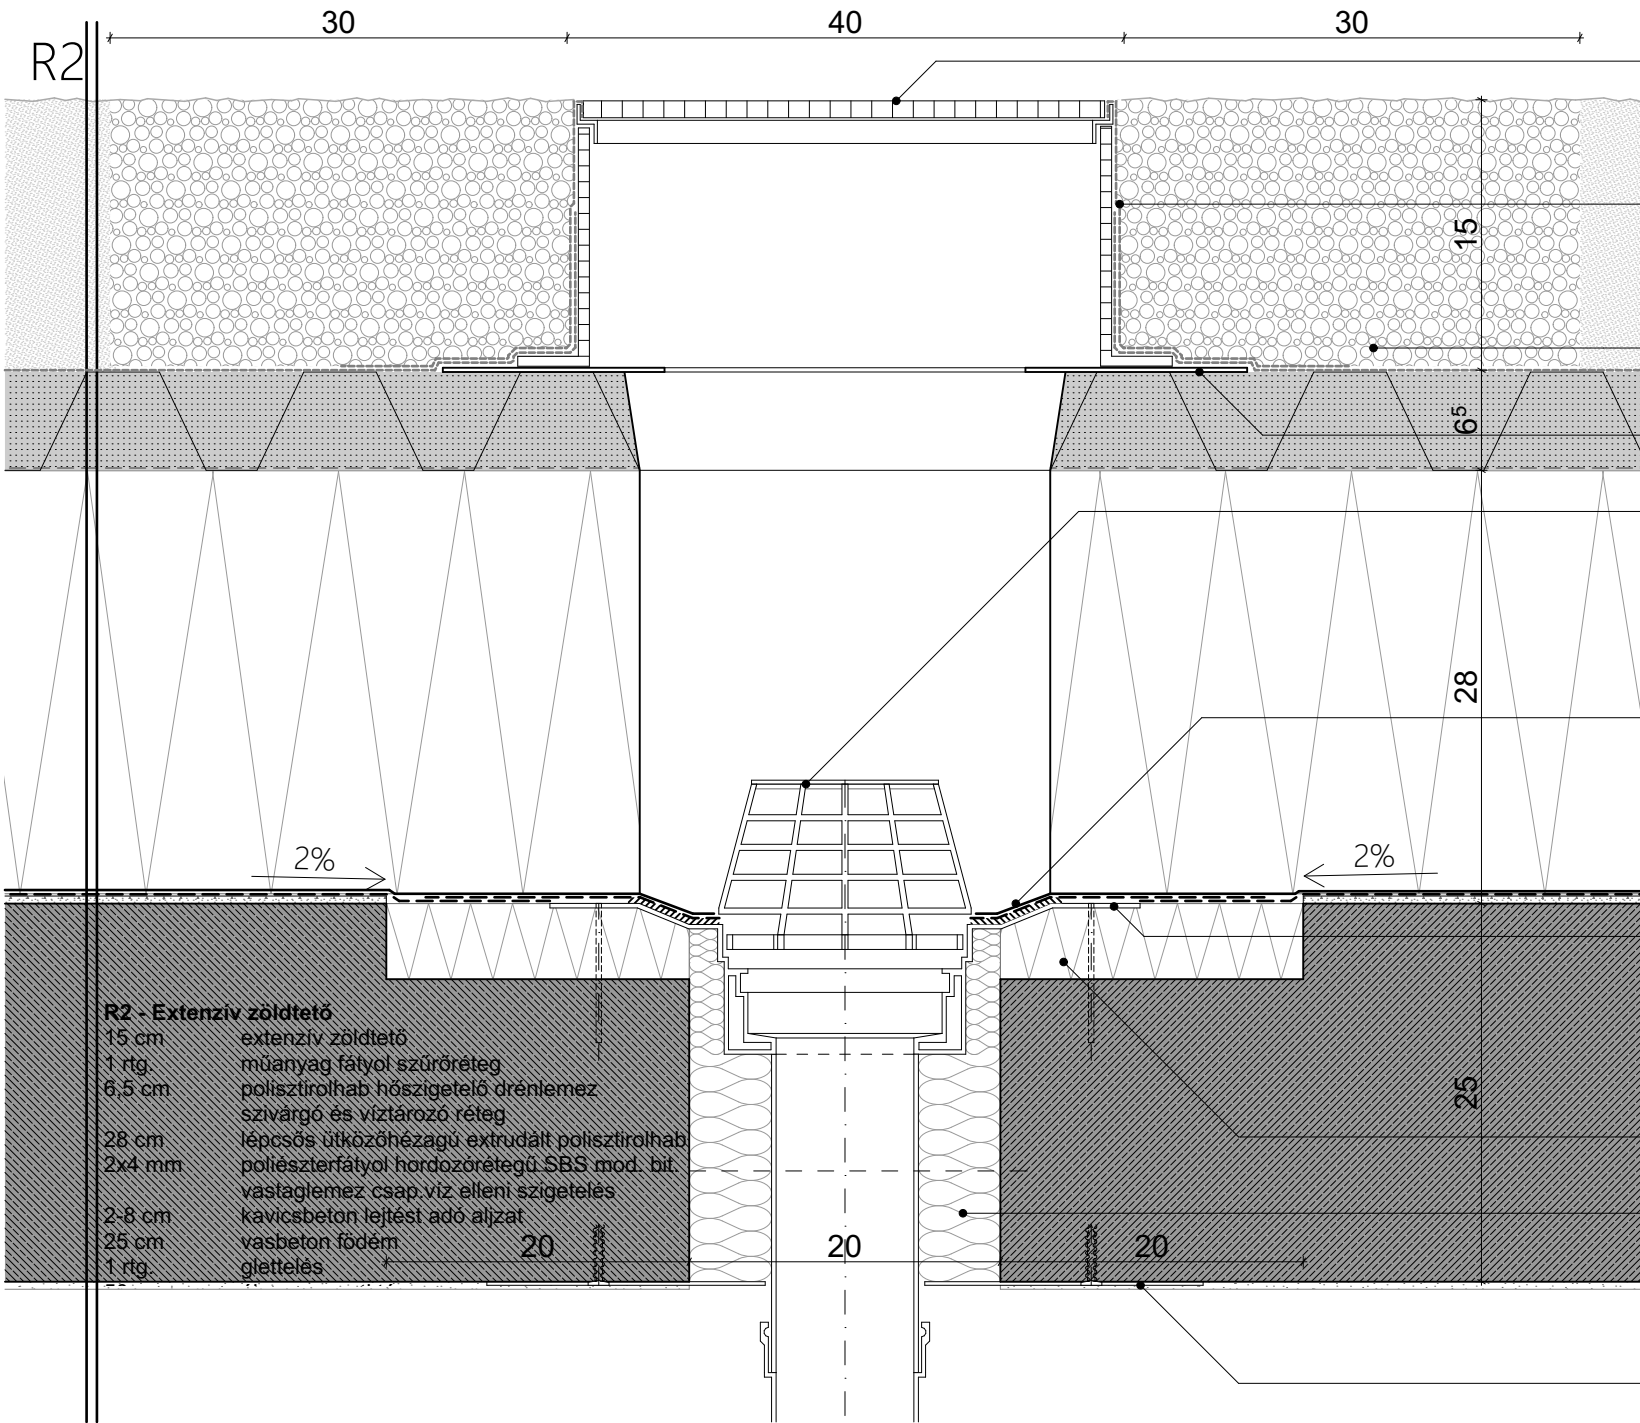 30 40 30
R2
15
6⁵
28
2% 2%
R2 - Extenzív zöldtető
15 cm extenzív zöldtető
1 rtg. műanyag fátyol szűrőréteg
6,5 cm polisztirolhab hőszigetelő drénlemez
szivárgó és víztározó réteg
28 cm lépcsős ütközőhézagú extrudált polisztirolhab
2x4 mm poliészterfátyol hordozórétegű SBS mod. bit.
vastaglemez csap.víz elleni szigetelés
2-8 cm kavicsbeton lejtést adó aljzat
25 cm vasbeton födém
1 rtg. glettelés
25
20 20 20